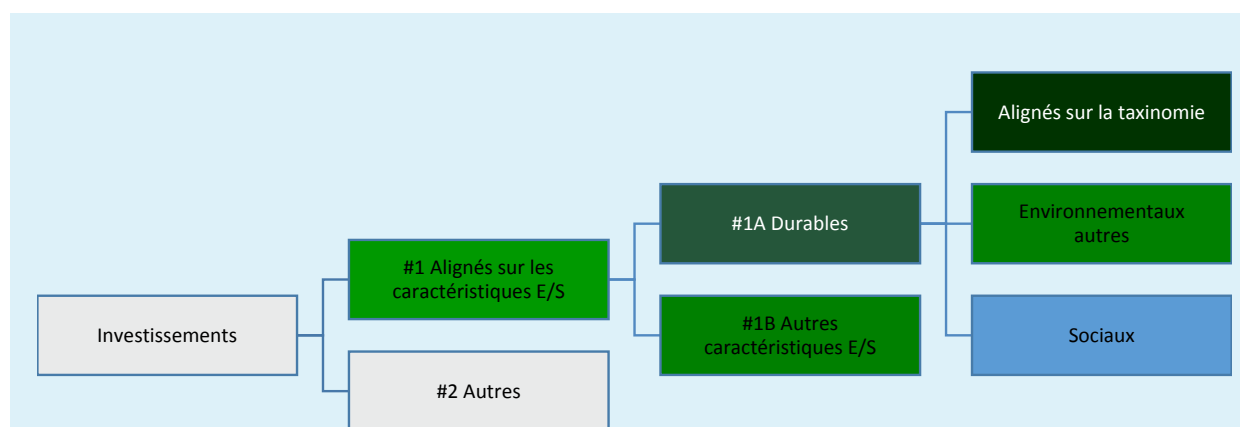 Alignés sur la taxinomie
#1A Durables
Environnementaux
autres
#1 Alignés sur les
caractéristiques E/S
Investissements
#1B Autres
caractéristiques E/S
Sociaux
#2 Autres